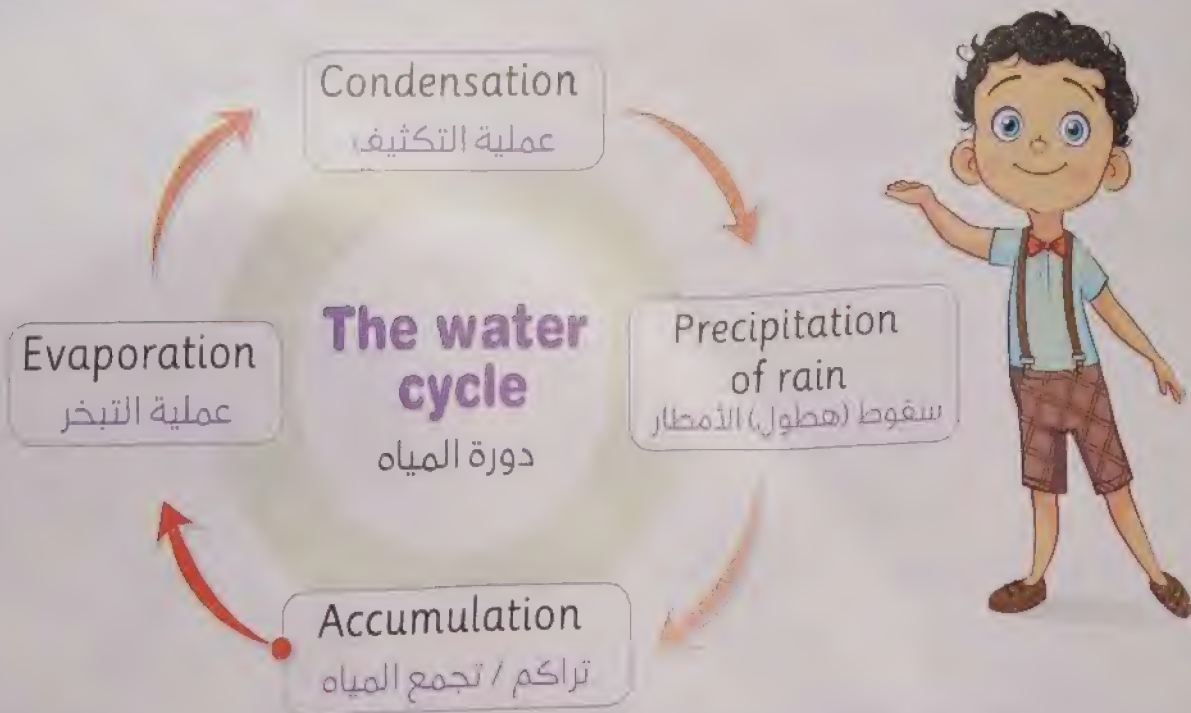 Condensation
عملية التكثيف
Evaporation
عملية التبخر
The water
cycle
دورة المياه
Precipitation
of rain
سقوط (هطول) الأمطار
Accumulation
تراكم / تجمع المياه